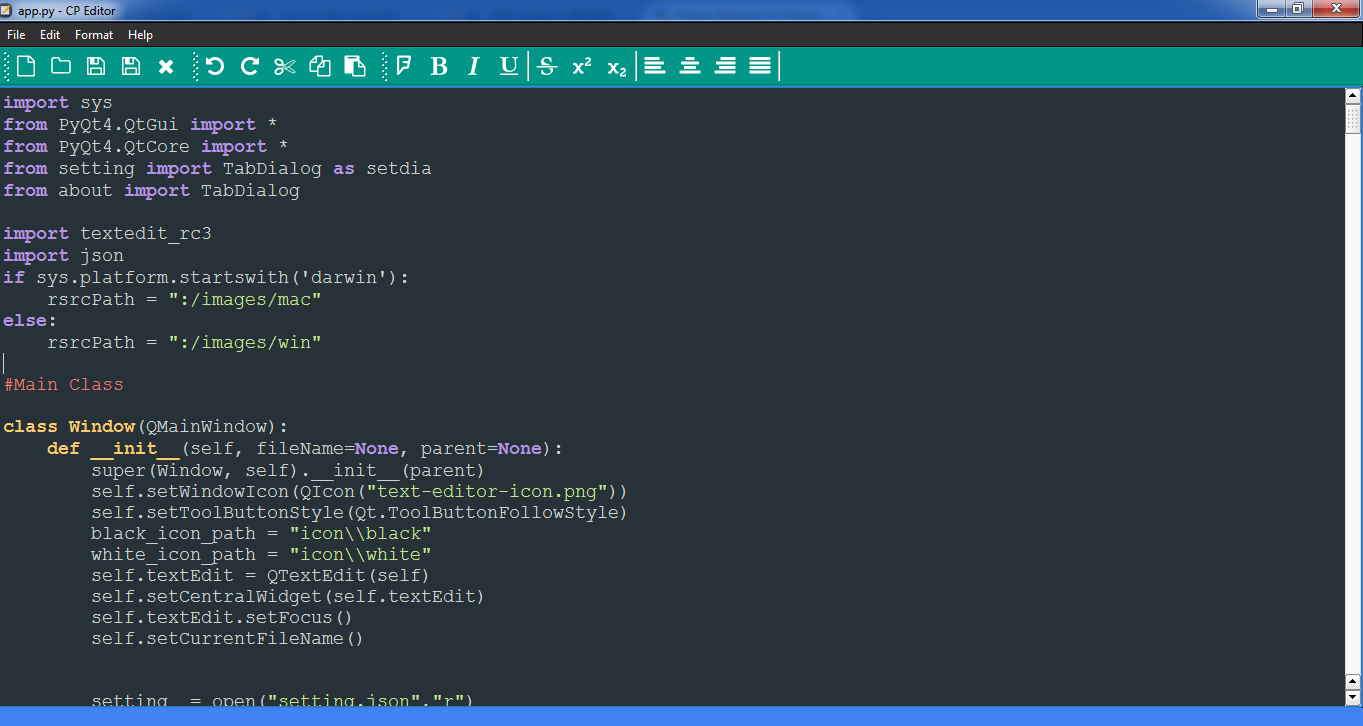 app.py - CP Editor
File Edit Format Help
B I U S x² x₂
import sys
from PyQt4.QtGui import *
from PyQt4.QtCore import *
from setting import TabDialog as setdia
from about import TabDialog
import textedit_rc3
import json
if sys.platform.startswith('darwin'):
    rsrcPath = ":/images/mac"
else:
    rsrcPath = ":/images/win"
#Main Class
class Window(QMainWindow):
    def __init__(self, fileName=None, parent=None):
        super(Window, self).__init__(parent)
        self.setWindowIcon(QIcon("text-editor-icon.png"))
        self.setToolButtonStyle(Qt.ToolButtonFollowStyle)
        black_icon_path = "icon\\black"
        white_icon_path = "icon\\white"
        self.textEdit = QTextEdit(self)
        self.setCentralWidget(self.textEdit)
        self.textEdit.setFocus()
        self.setCurrentFileName()
        setting  = open("setting.json","r")